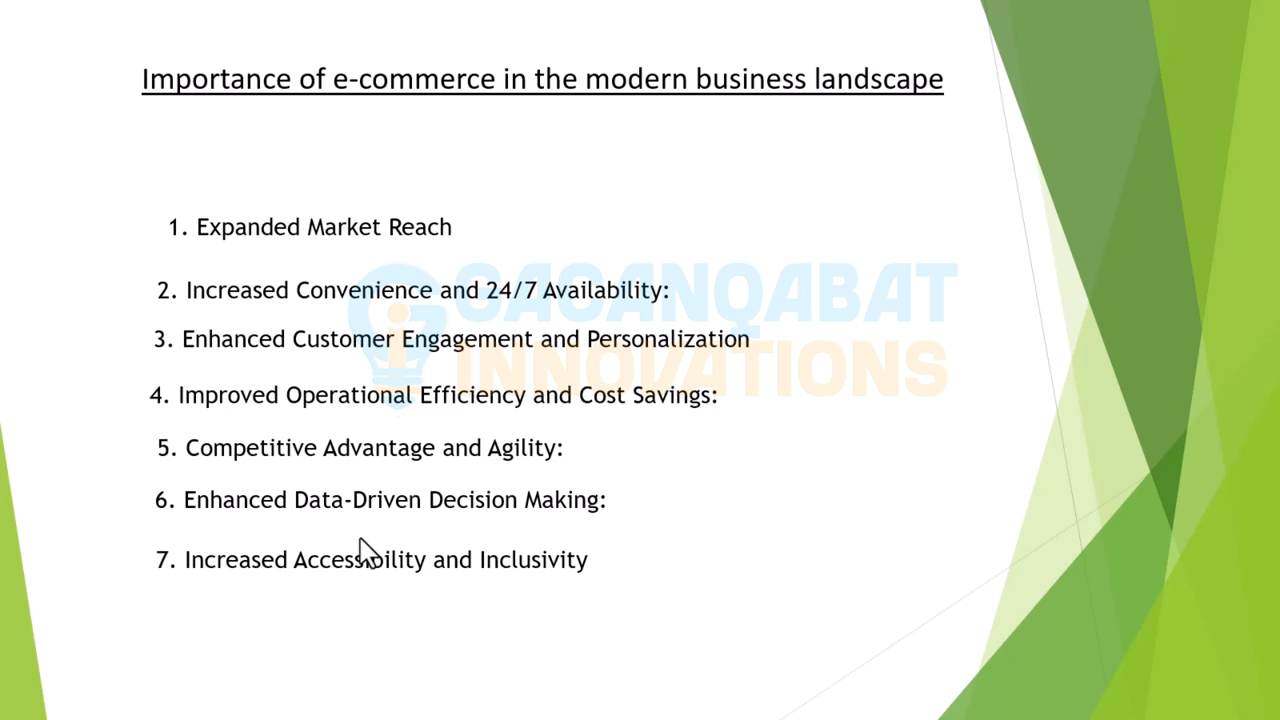 Importance of e-commerce in the modern business landscape
1. Expanded Market Reach
GACANQABAT
2. Increased Convenience and 24/7 Availability:
3. Enhanced Customer Engagement and Personalization
INNOVATIONS
4. Improved Operational Efficiency and Cost Savings:
5. Competitive Advantage and Agility:
6. Enhanced Data-Driven Decision Making:
7. Increased Accessibility and Inclusivity